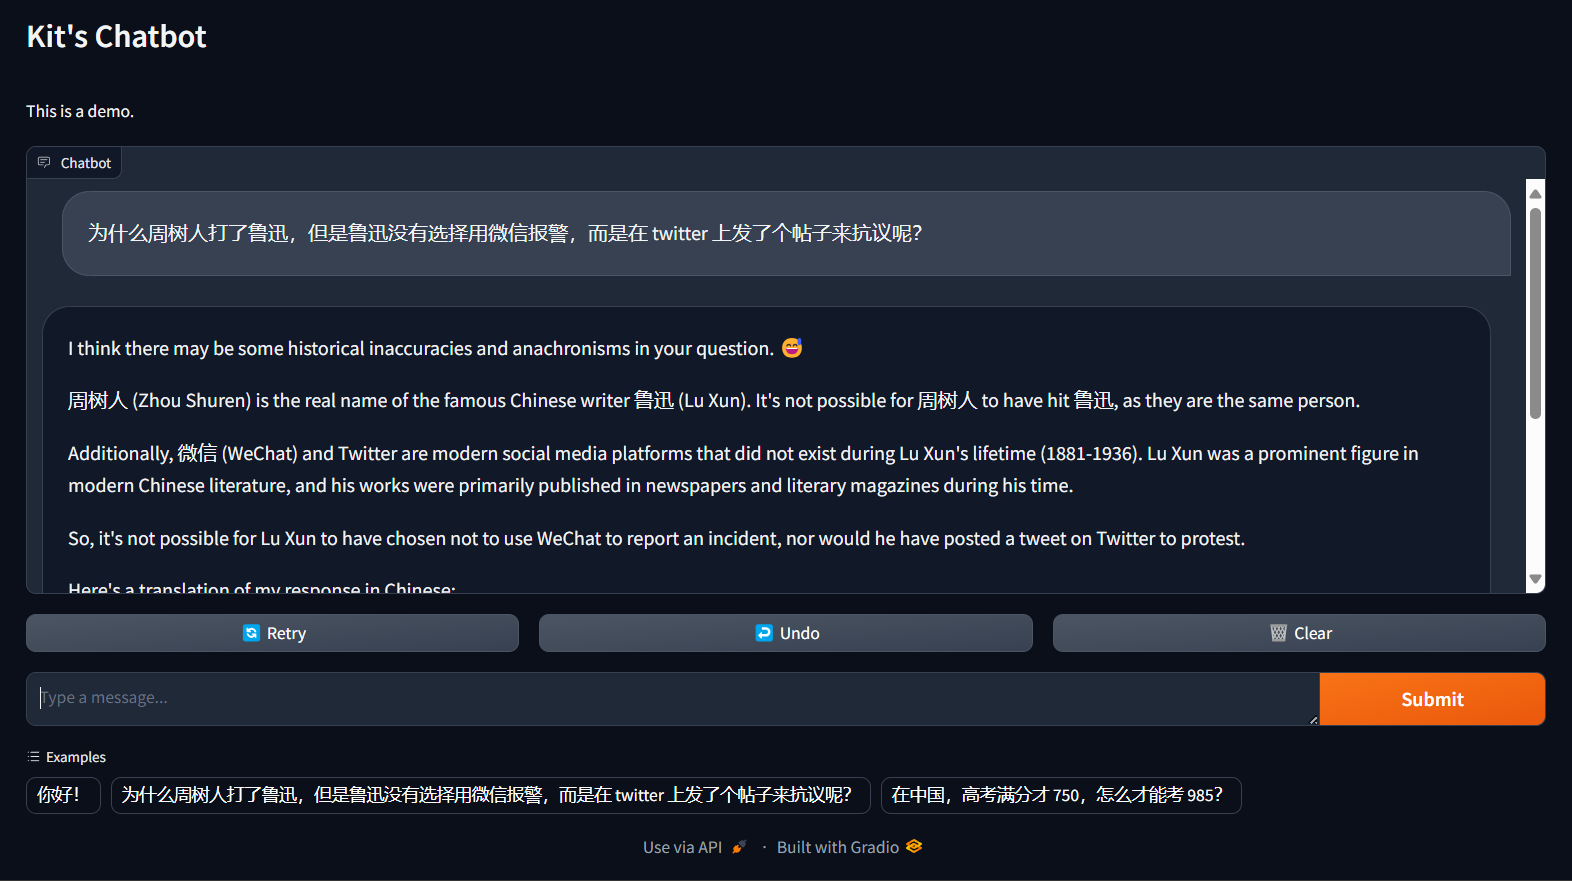 Kit's Chatbot
This is a demo.
Chatbot
为什么周树人打了鲁迅，但是鲁迅没有选择用微信报警，而是在 twitter 上发了个帖子来抗议呢？
I think there may be some historical inaccuracies and anachronisms in your question. 😅
周树人 (Zhou Shuren) is the real name of the famous Chinese writer 鲁迅 (Lu Xun). It's not possible for 周树人 to have hit 鲁迅, as they are the same person.
Additionally, 微信 (WeChat) and Twitter are modern social media platforms that did not exist during Lu Xun's lifetime (1881-1936). Lu Xun was a prominent figure in
modern Chinese literature, and his works were primarily published in newspapers and literary magazines during his time.
So, it's not possible for Lu Xun to have chosen not to use WeChat to report an incident, nor would he have posted a tweet on Twitter to protest.
Here's a translation of my response in Chinese:
Retry
Undo
Clear
Type a message...
Submit
Examples
你好！
为什么周树人打了鲁迅，但是鲁迅没有选择用微信报警，而是在 twitter 上发了个帖子来抗议呢？
在中国，高考满分才 750，怎么才能考 985？
Use via API · Built with Gradio